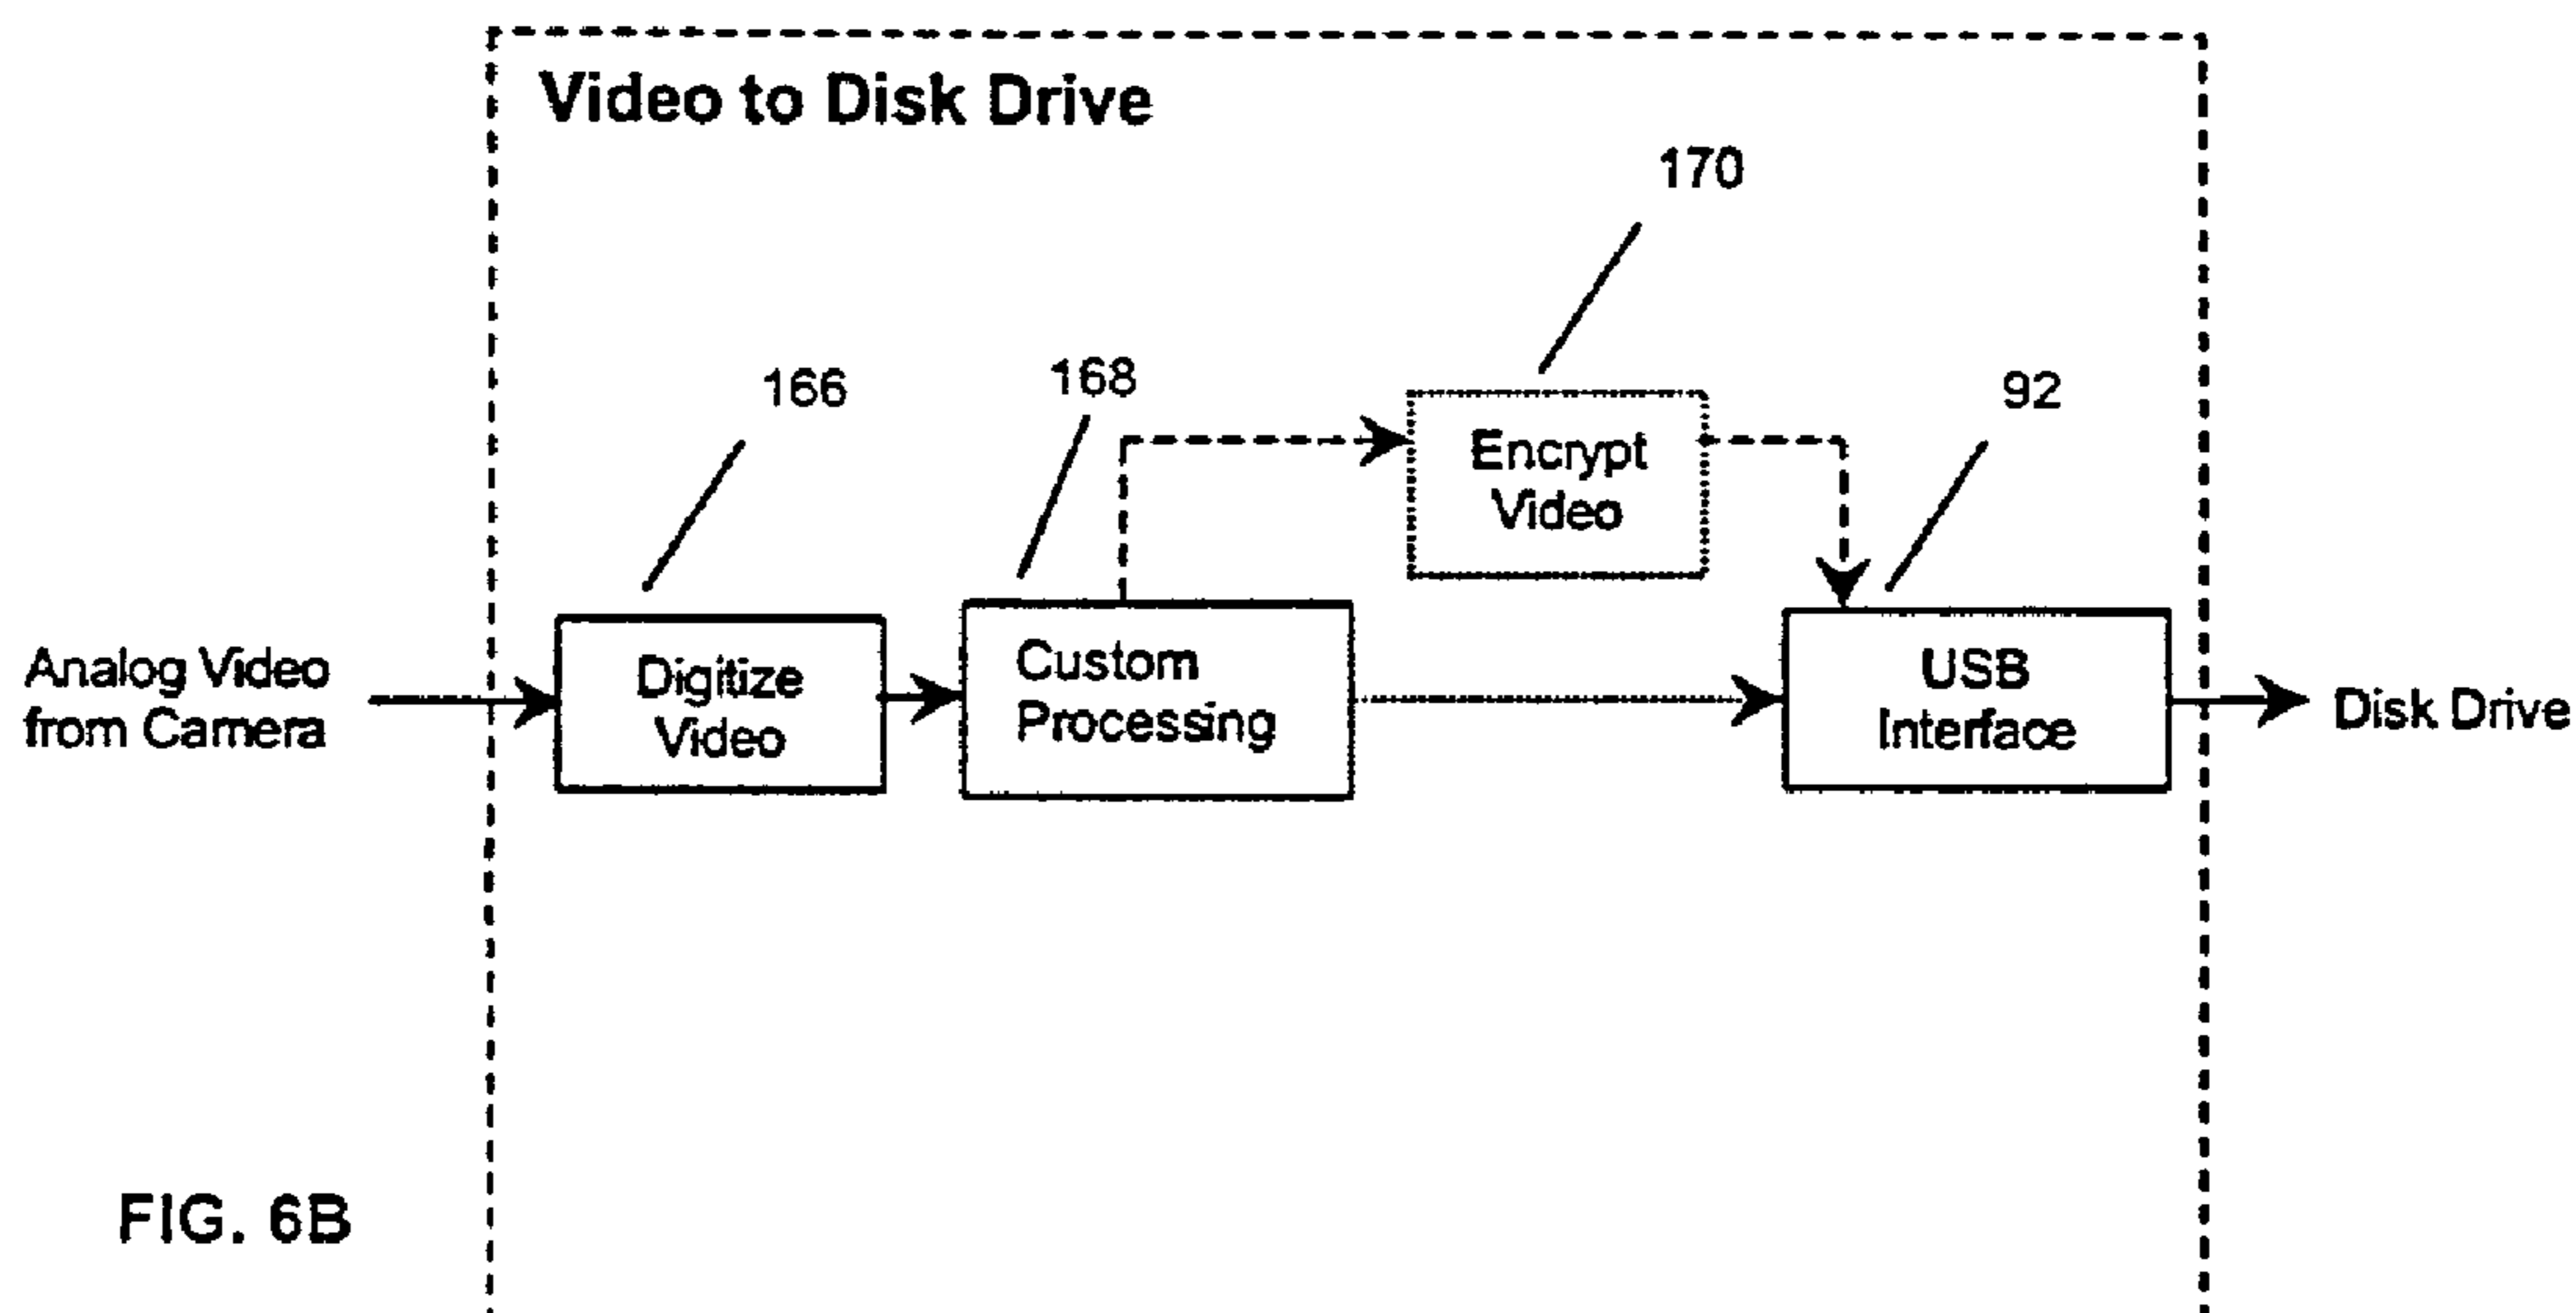 Video to Disk Drive
170
166
168
92
Encrypt
Video
Analog Video
from Camera
Digitize
Video
Custom
Processing
USB
Interface
Disk Drive
FIG. 6B